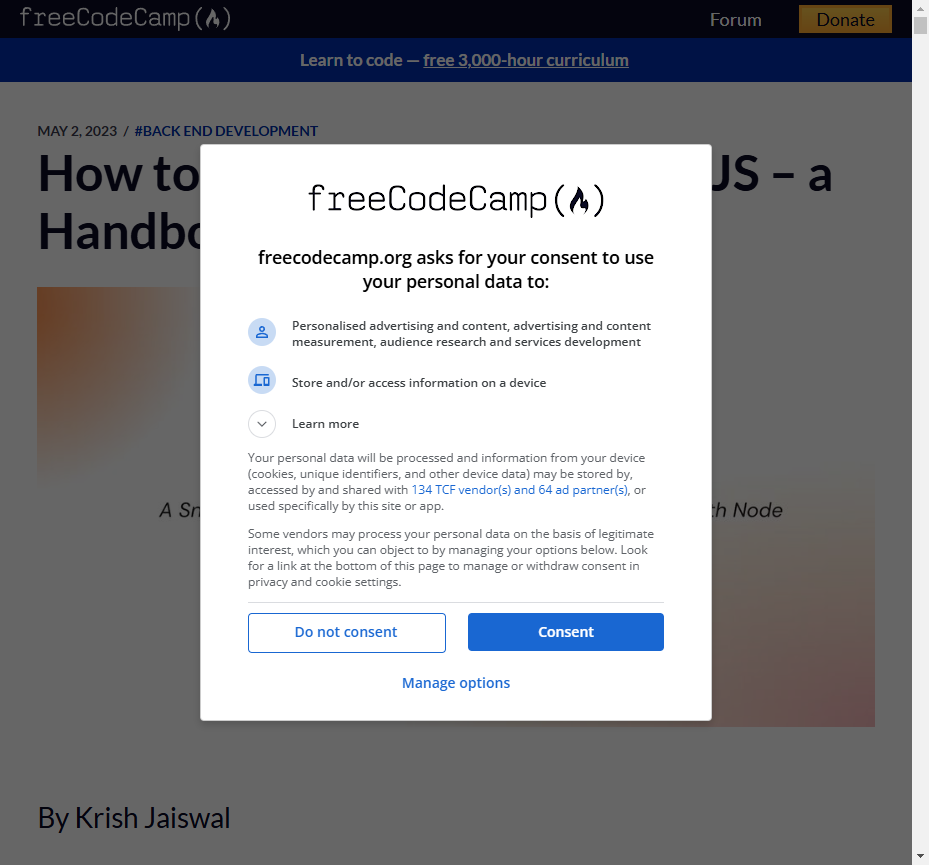 freeCodeCamp
Forum
Donate
Learn to code — free 3,000-hour curriculum
MAY 2, 2023 / #BACK END DEVELOPMENT
How to JS – a
Handbo
freeCodeCamp
freecodecamp.org asks for your consent to use
your personal data to:
Personalised advertising and content, advertising and content
measurement, audience research and services development
Store and/or access information on a device
Learn more
Your personal data will be processed and information from your device
(cookies, unique identifiers, and other device data) may be stored by,
accessed by and shared with 134 TCF vendor(s) and 64 ad partner(s), or
used specifically by this site or app.
Some vendors may process your personal data on the basis of legitimate
interest, which you can object to by managing your options below. Look
for a link at the bottom of this page to manage or withdraw consent in
privacy and cookie settings.
Do not consent
Consent
Manage options
A Sn th Node
By Krish Jaiswal